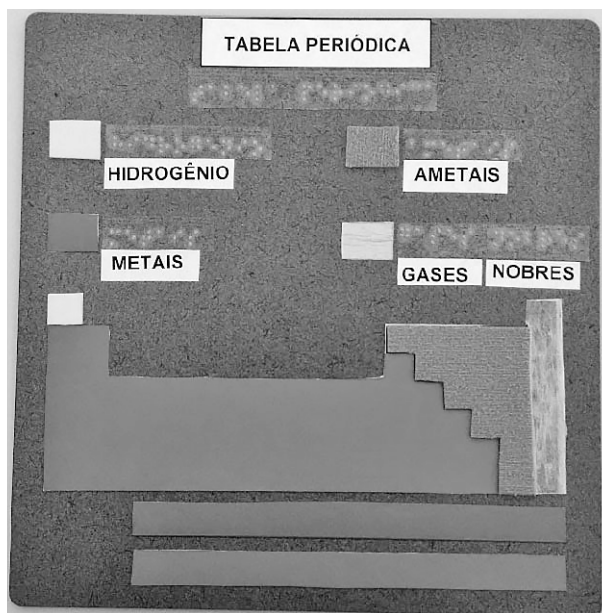 TABELA PERIÓDICA
HIDROGÊNIO
AMETAIS
METAIS
GASES NOBRES